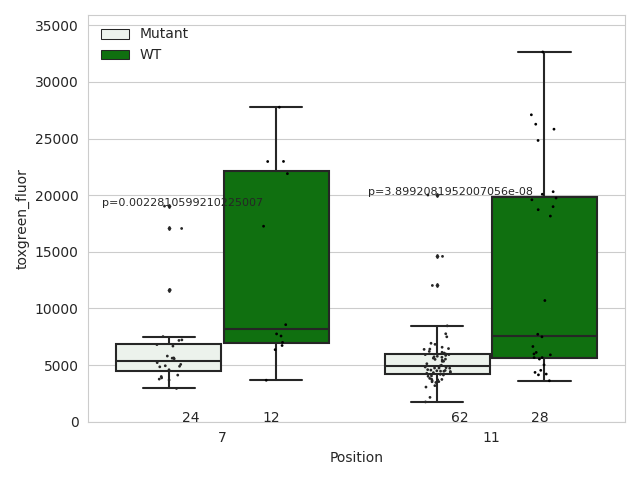 Mutant
WT
35000
30000
25000
20000
15000
10000
5000
0
toxgreen_fluor
p=0.0022810599210225007
p=3.8992081952007056e-08
24 12 62 28
7 11
Position